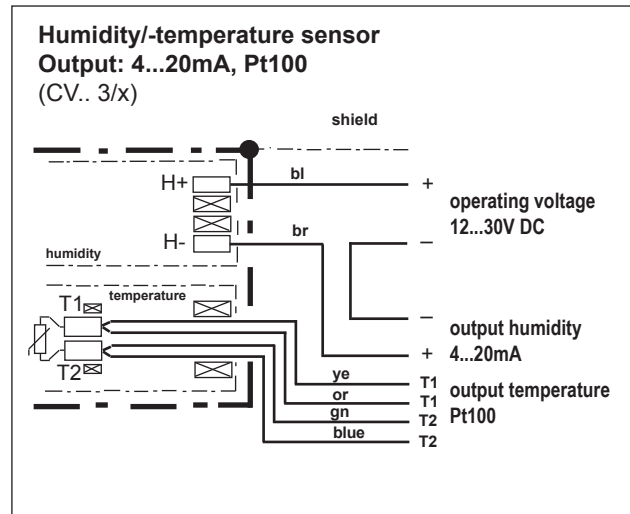 Humidity/-temperature sensor
Output: 4...20mA, Pt100
(CV.. 3/x)
shield
H+
bl
+
operating voltage
12...30V DC
H-
br
–
humidity
temperature
T1
T2
–
output humidity
+
4...20mA
ye
T1
or
T1
output temperature
gn
T2
Pt100
blue
T2